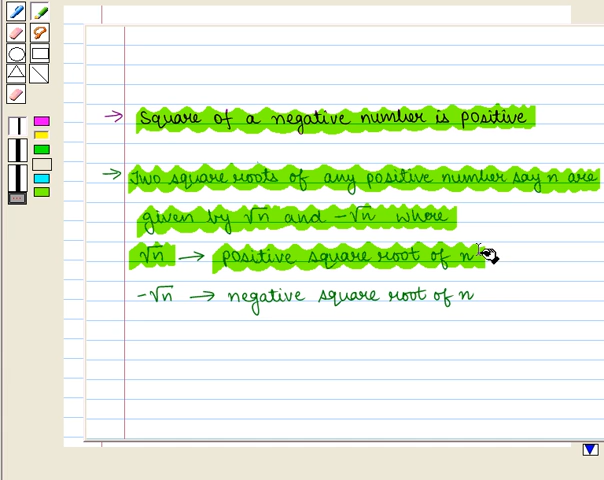 → Square of a negative number is positive
→ Two square roots of any positive number say n are
given by √n and -√n where
√n → positive square root of n
-√n → negative square root of n